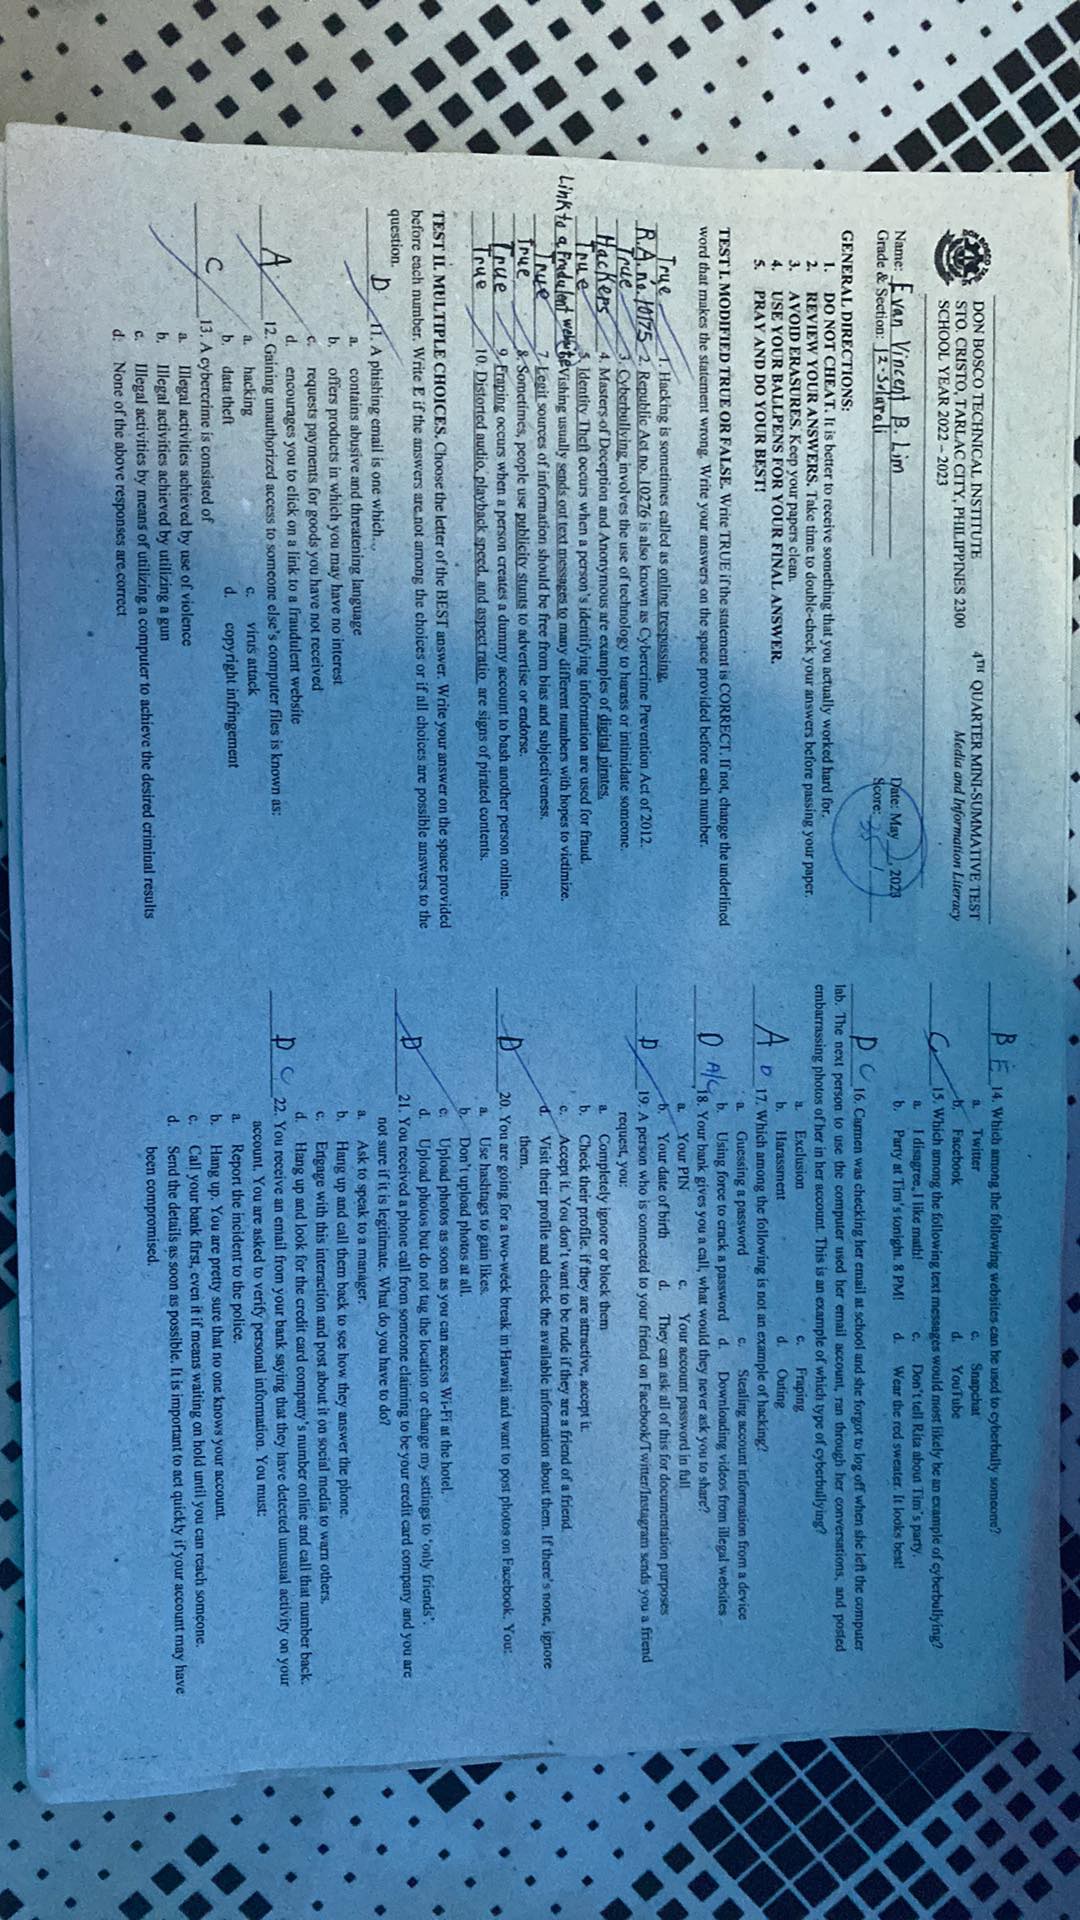 DON BOSCO TECHNICAL INSTITUTE
STO. CRISTO, TARLAC CITY, PHILIPPINES 2300
SCHOOL YEAR 2022 – 2023
4TH QUARTER MINI-SUMMATIVE TEST
Media and Information Literacy
Name: Evan Vincent B. Lim
Grade & Section: 12-Solaroli
Date: May , 2023
Score: 35
GENERAL DIRECTIONS:
1. DO NOT CHEAT. It is better to receive something that you actually worked hard for.
2. REVIEW YOUR ANSWERS. Take time to double-check your answers before passing your paper.
3. AVOID ERASURES. Keep your papers clean.
4. USE YOUR BALLPENS FOR YOUR FINAL ANSWER.
5. PRAY AND DO YOUR BEST!
TEST I. MODIFIED TRUE OR FALSE. Write TRUE if the statement is CORRECT. If not, change the underlined
word that makes the statement wrong. Write your answers on the space provided before each number.
True 1. Hacking is sometimes called as online trespassing.
R.A. no. 10175 2. Republic Act no. 10276 is also known as Cybercrime Prevention Act of 2012.
True 3. Cyberbullying involves the use of technology to harass or intimidate someone.
Hackers 4. Masters of Deception and Anonymous are examples of digital pirates.
True 5. Identity Theft occurs when a person's identifying information are used for fraud.
Link to a Fradulent website Vishing usually sends out text messages to many different numbers with hopes to victimize.
True 7. Legit sources of information should be free from bias and subjectiveness.
True 8. Sometimes, people use publicity stunts to advertise or endorse.
True 9. Fraping occurs when a person creates a dummy account to bash another person online.
True 10. Distorted audio, playback speed, and aspect ratio are signs of pirated contents.
TEST II. MULTIPLE CHOICES. Choose the letter of the BEST answer. Write your answer on the space provided
before each number. Write E if the answers are not among the choices or if all choices are possible answers to the
question.
D 11. A phishing email is one which...
a. contains abusive and threatening language
b. offers products in which you may have no interest
c. requests payments for goods you have not received
d. encourages you to click on a link to a fraudulent website
A 12. Gaining unauthorized access to someone else's computer files is known as:
a. hacking c. virus attack
b. data theft d. copyright infringement
C 13. A cybercrime is consisted of
a. Illegal activities achieved by use of violence
b. Illegal activities achieved by utilizing a gun
c. Illegal activities by means of utilizing a computer to achieve the desired criminal results
d. None of the above responses are correct
B E 14. Which among the following websites can be used to cyberbully someone?
a. Twitter c. Snapchat
b. Facebook d. YouTube
C 15. Which among the following text messages would most likely be an example of cyberbullying?
a. I disagree, I like math! c. Don't tell Rita about Tim's party.
b. Party at Tim's tonight. 8 PM! d. Wear the red sweater. It looks best!
D C 16. Carmen was checking her email at school and she forgot to log off when she left the computer
lab. The next person to use the computer used her email account, ran through her conversations, and posted
embarrassing photos of her in her account. This is an example of which type of cyberbullying?
a. Exclusion c. Fraping
b. Harassment d. Outing
A D 17. Which among the following is not an example of hacking?
a. Guessing a password c. Stealing account information from a device
b. Using force to crack a password d. Downloading videos from illegal websites
D A/C 18. Your bank gives you a call, what would they never ask you to share?
a. Your PIN c. Your account password in full
b. Your date of birth d. They can ask all of this for documentation purposes
D 19. A person who is connected to your friend on Facebook/Twitter/Instagram sends you a friend
request, you:
a. Completely ignore or block them
b. Check their profile. if they are attractive, accept it.
c. Accept it. You don't want to be rude if they are a friend of a friend.
d. Visit their profile and check the available information about them. If there's none, ignore
them.
D 20. You are going for a two-week break in Hawaii and want to post photos on Facebook. You:
a. Use hashtags to gain likes.
b. Don't upload photos at all.
c. Upload photos as soon as you can access Wi-Fi at the hotel.
d. Upload photos but do not tag the location or change my settings to 'only friends'.
D 21. You received a phone call from someone claiming to be your credit card company and you are
not sure if it is legitimate. What do you have to do?
a. Ask to speak to a manager.
b. Hang up and call them back to see how they answer the phone.
c. Engage with this interaction and post about it on social media to warn others.
d. Hang up and look for the credit card company's number online and call that number back.
D C 22. You receive an email from your bank saying that they have detected unusual activity on your
account. You are asked to verify personal information. You must:
a. Report the incident to the police.
b. Hang up. You are pretty sure that no one knows your account.
c. Call your bank first, even it if means waiting on hold until you can reach someone.
d. Send the details as soon as possible. It is important to act quickly if your account may have
been compromised.